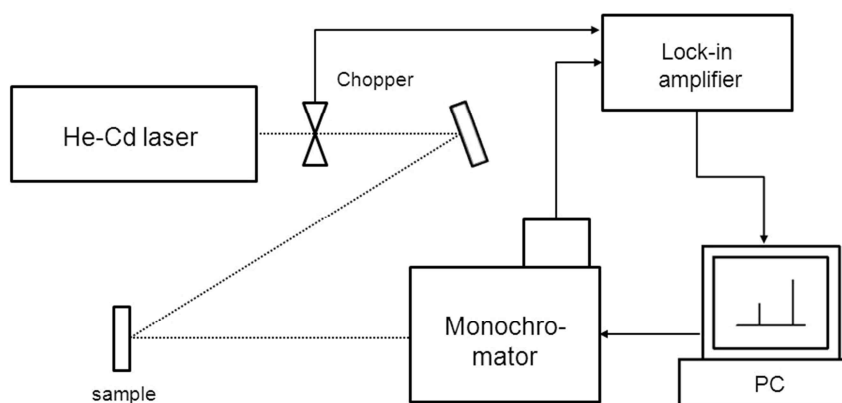 Lock-in
amplifier
Chopper
He-Cd laser
Monochro-
mator
sample
PC